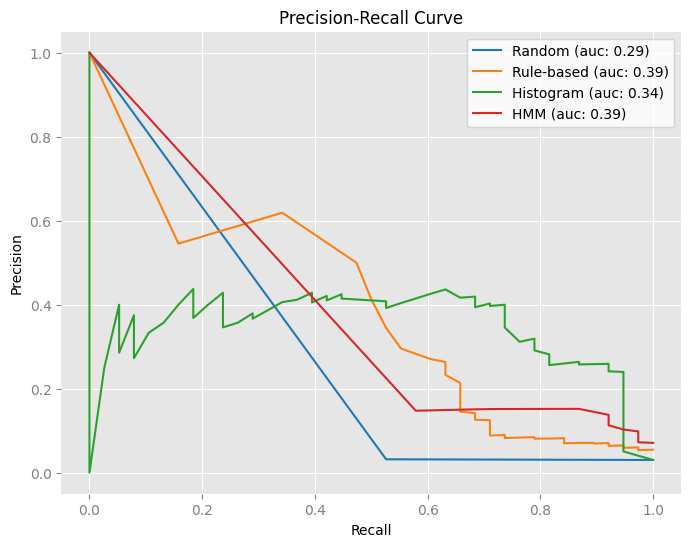 Precision-Recall Curve
Random (auc: 0.29)
Rule-based (auc: 0.39)
Histogram (auc: 0.34)
HMM (auc: 0.39)
1.0
0.8
0.6
0.4
0.2
0.0
Precision
0.0 0.2 0.4 0.6 0.8 1.0
Recall